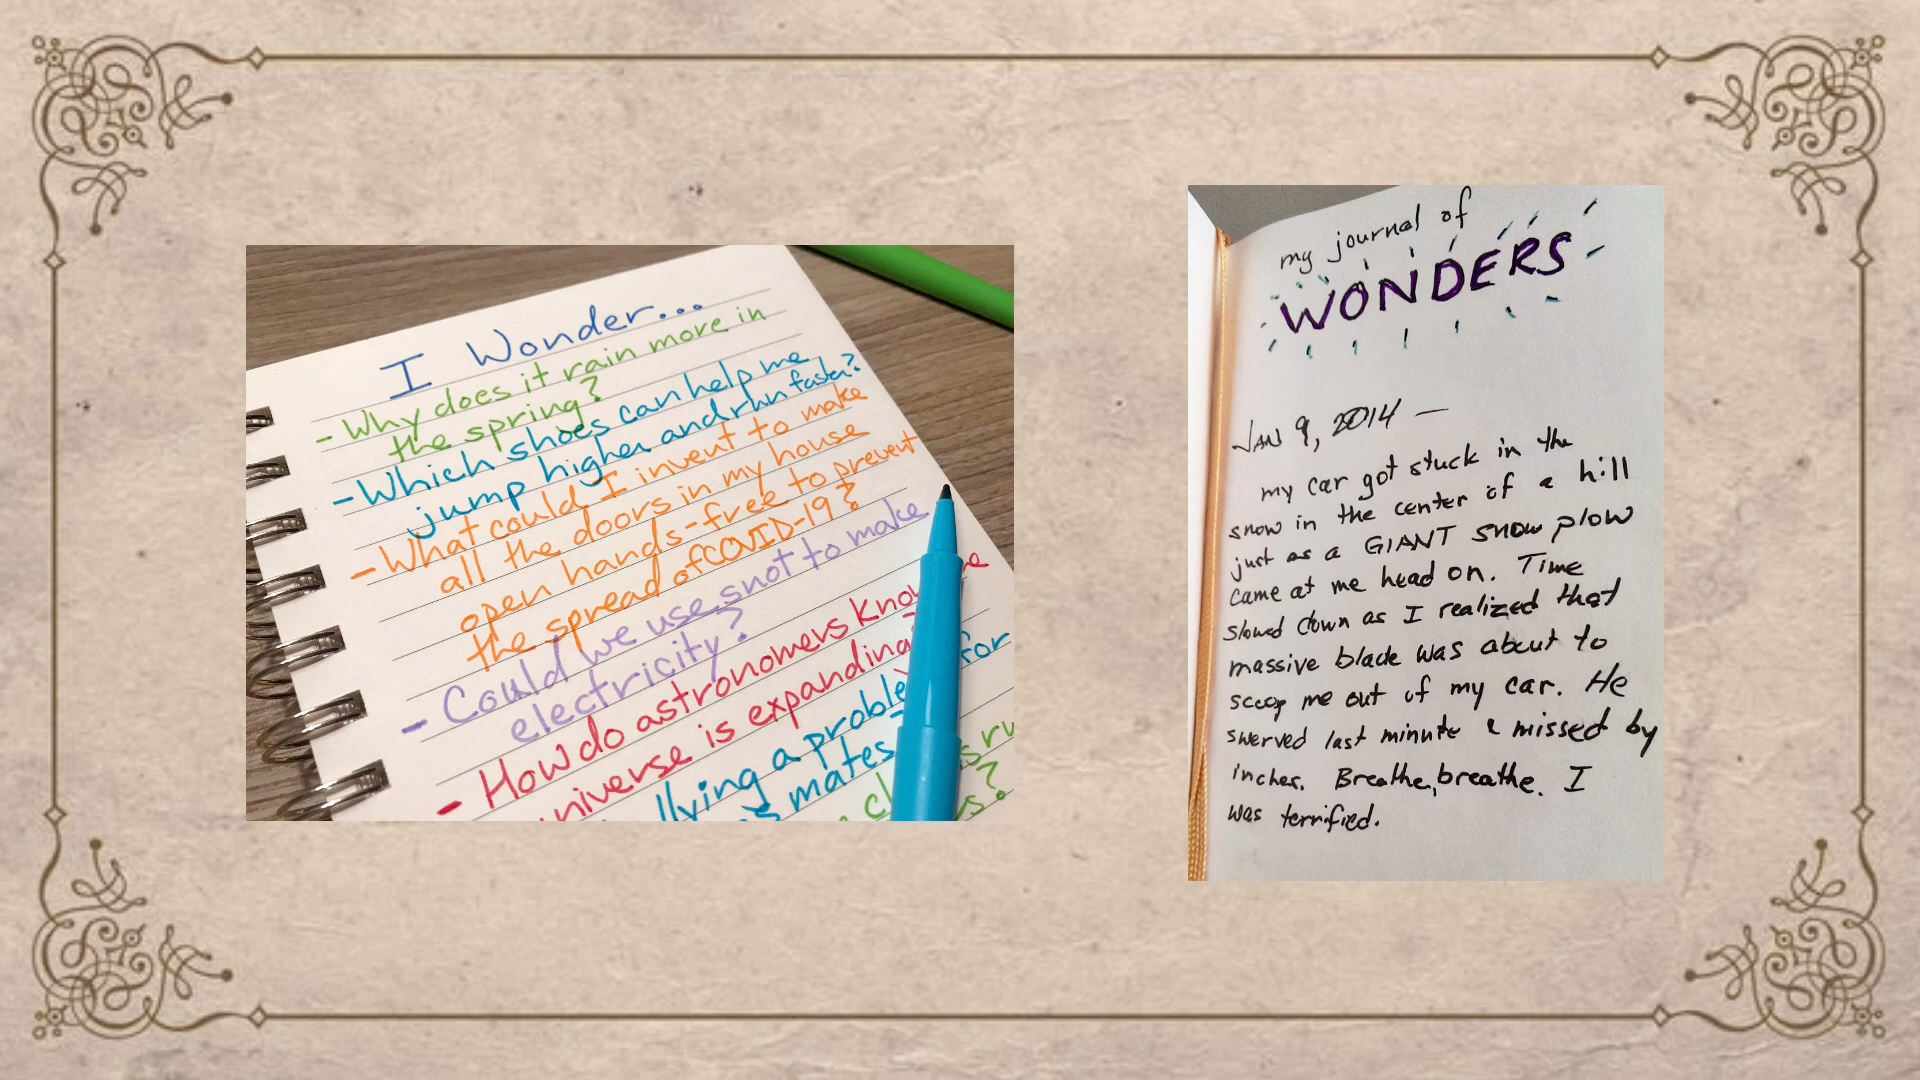 I Wonder...
- Why does it rain more in
the spring?
- Which shoes can help me
jump higher and run faster?
- What could I invent to make
all the doors in my house
open hands-free to prevent
the spread of COVID-19?
- Could we use snot to make
electricity?
- How do astronomers know
universe is expanding
a
for
mates
my journal of
WONDERS
JAN 9, 2014 —
my car got stuck in the
snow in the center of a hill
just as a GIANT snow plow
came at me head on. Time
slowed down as I realized that
massive blade was about to
scoop me out of my car. He
swerved last minute & missed by
inches. Breathe, breathe. I
was terrified.